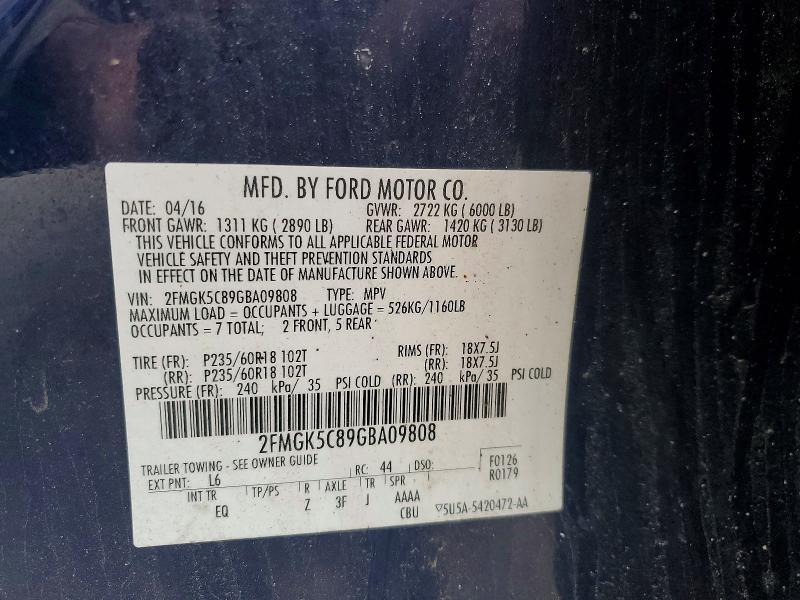 MFD. BY FORD MOTOR CO.
DATE: 04/16 GVWR: 2722 KG ( 6000 LB)
FRONT GAWR: 1311 KG ( 2890 LB) REAR GAWR: 1420 KG ( 3130 LB)
THIS VEHICLE CONFORMS TO ALL APPLICABLE FEDERAL MOTOR
VEHICLE SAFETY AND THEFT PREVENTION STANDARDS
IN EFFECT ON THE DATE OF MANUFACTURE SHOWN ABOVE.
VIN: 2FMGK5C89GBA09808 TYPE: MPV
MAXIMUM LOAD = OCCUPANTS + LUGGAGE = 526KG/1160LB
OCCUPANTS = 7 TOTAL; 2 FRONT, 5 REAR
TIRE (FR): P235/60R18 102T RIMS (FR): 18X7.5J
(RR): P235/60R18 102T (RR): 18X7.5J
PRESSURE (FR): 240 kPa/ 35 PSI COLD (RR): 240 kPa/ 35 PSI COLD
2FMGK5C89GBA09808
TRAILER TOWING - SEE OWNER GUIDE
EXT PNT: L6 RC: 44 DSO: F0126
R0179
INT TR TP/PS R AXLE TR SPR
EQ Z 3F J AAAA
CBU ▽5U5A-5420472-AA